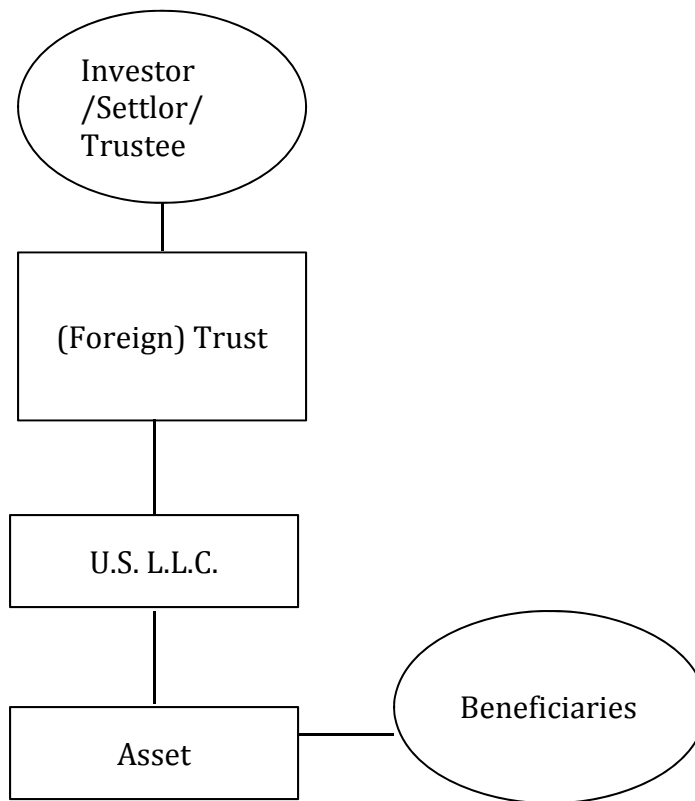 Investor
/Settlor/
Trustee
(Foreign) Trust
U.S. L.L.C.
Beneficiaries
Asset